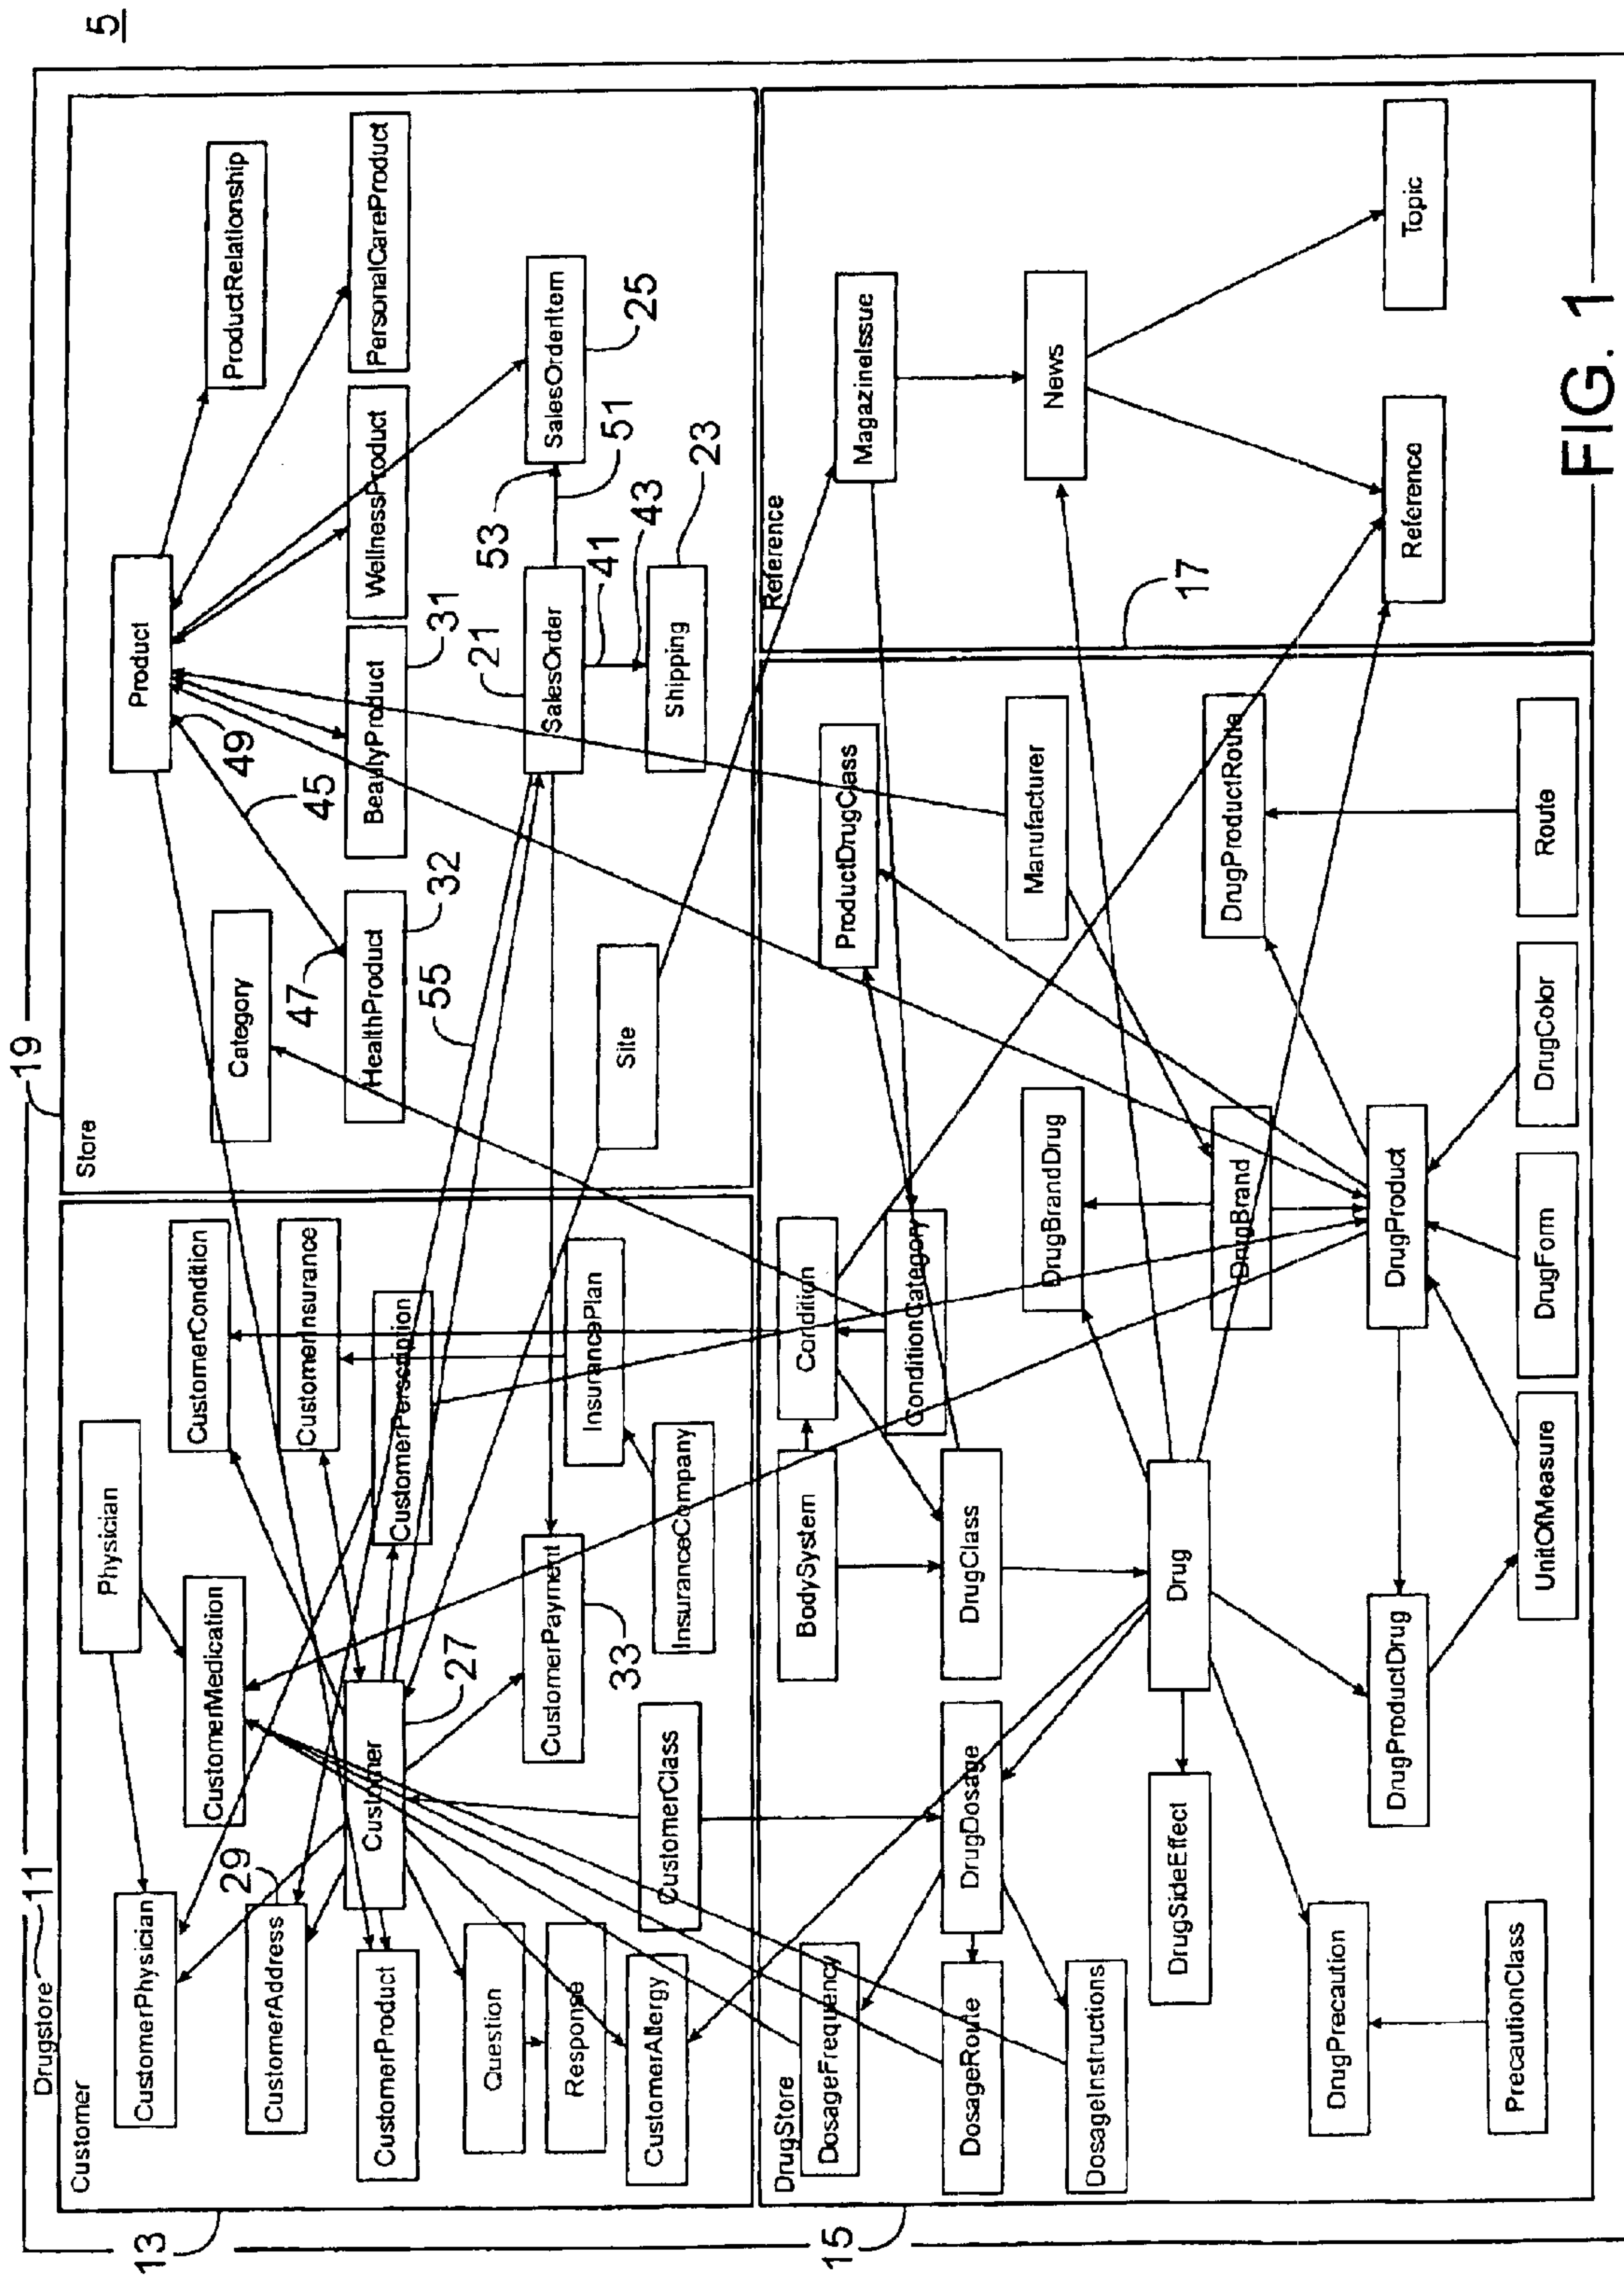 5
19
Drugstore
11
Customer
13
Physician
CustomerPhysician
CustomerMedication
CustomerCondition
CustomerInsurance
29
CustomerAddress
Customer
27
CustomerPerscription
CustomerProduct
Question
Response
CustomerAllergy
CustomerPayment
33
InsurancePlan
InsuranceCompany
CustomerClass
Store
Product
ProductRelationship
Category
49
45
47
HealthProduct
32
BeautyProduct
31
WellnessProduct
PersonalCareProduct
55
21
SalesOrder
53
51
SalesOrderItem
25
41
43
Shipping
23
Site
DrugStore
15
DosageFrequency
DosageRoute
DosageInstructions
DrugDosage
BodySystem
Condition
ConditionCategory
DrugClass
ProductDrugClass
Manufacturer
DrugBrandDrug
Drug
DrugBrand
DrugProductRoute
DrugSideEffect
DrugPrecaution
PrecautionClass
DrugProductDrug
DrugProduct
UnitOfMeasure
DrugForm
DrugColor
Route
Reference
17
MagazineIssue
News
Reference
Topic
FIG. 1